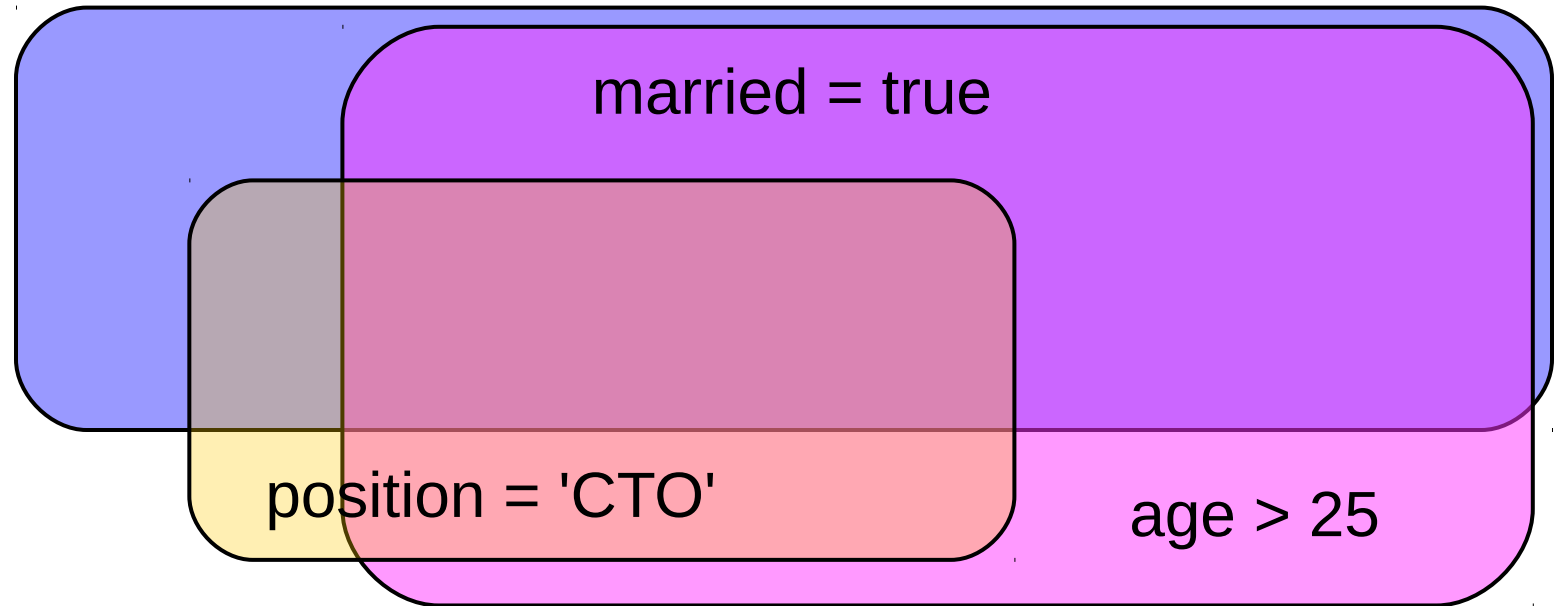 married = true
position = 'CTO'
age > 25